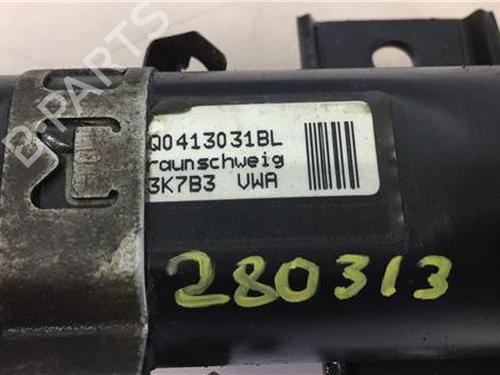 Q0413031BL
raunschweig
3K7B3 VWA
280313
B-PARTS